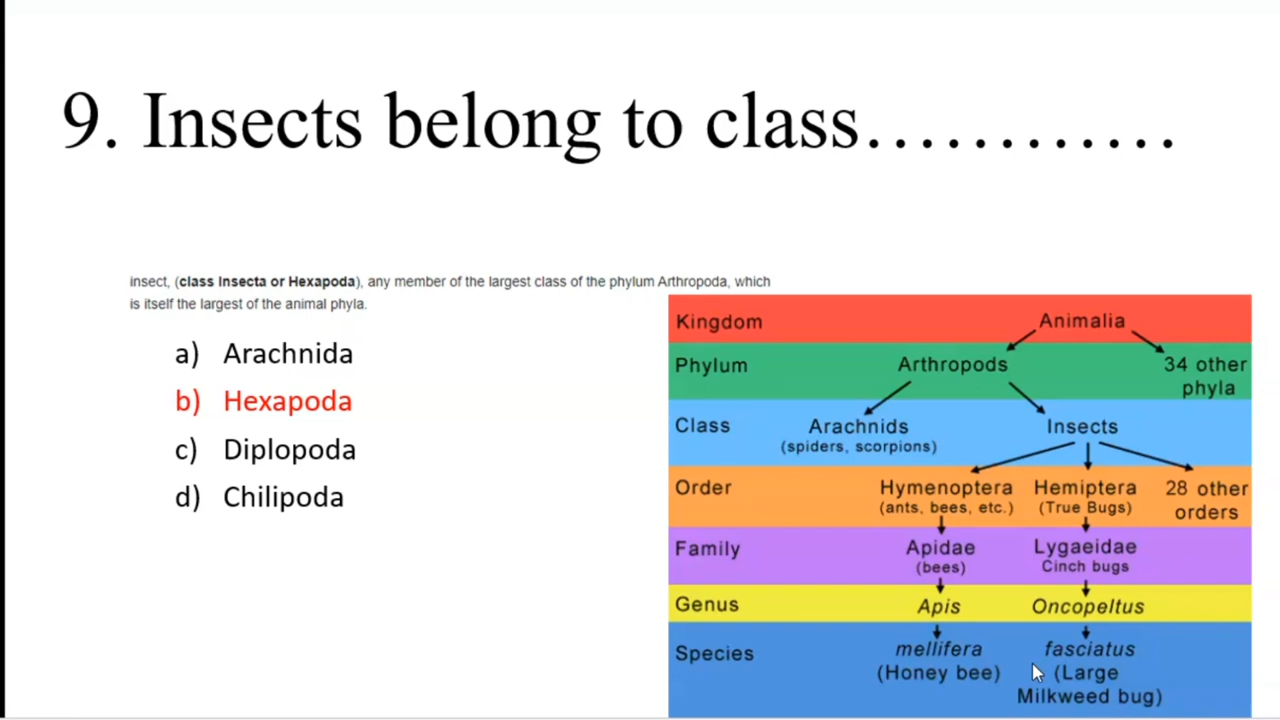 9. Insects belong to class…………
insect, (class Insecta or Hexapoda), any member of the largest class of the phylum Arthropoda, which
is itself the largest of the animal phyla.
a) Arachnida
b) Hexapoda
c) Diplopoda
d) Chilipoda
Kingdom Animalia
Phylum Arthropods 34 other
phyla
Class Arachnids Insects
(spiders, scorpions)
Order Hymenoptera Hemiptera 28 other
(ants, bees, etc.) (True Bugs) orders
Family Apidae Lygaeidae
(bees) Cinch bugs
Genus Apis Oncopeltus
Species mellifera fasciatus
(Honey bee) (Large
Milkweed bug)